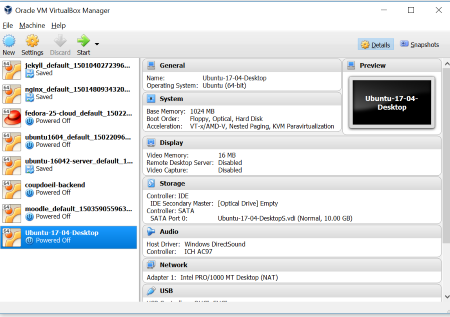 Oracle VM VirtualBox Manager
File Machine Help
New Settings Discard Start Details Snapshots
jekyll_default_1501040272396...
Saved
nginx_default_1501480934320...
Saved
fedora-25-cloud_default_15022...
Powered Off
ubuntu1604_default_15022096...
Powered Off
ubuntu-16042-server_default_1...
Saved
coupdoeil-backend
Powered Off
moodle_default_150359055963...
Powered Off
Ubuntu-17-04-Desktop
Powered Off
General
Name: Ubuntu-17-04-Desktop
Operating System: Ubuntu (64-bit)
System
Base Memory: 1024 MB
Boot Order: Floppy, Optical, Hard Disk
Acceleration: VT-x/AMD-V, Nested Paging, KVM Paravirtualization
Preview
Ubuntu-17-04-
Desktop
Display
Video Memory: 16 MB
Remote Desktop Server: Disabled
Video Capture: Disabled
Storage
Controller: IDE
IDE Secondary Master: [Optical Drive] Empty
Controller: SATA
SATA Port 0: Ubuntu-17-04-DesktopS.vdi (Normal, 10.00 GB)
Audio
Host Driver: Windows DirectSound
Controller: ICH AC97
Network
Adapter 1: Intel PRO/1000 MT Desktop (NAT)
USB